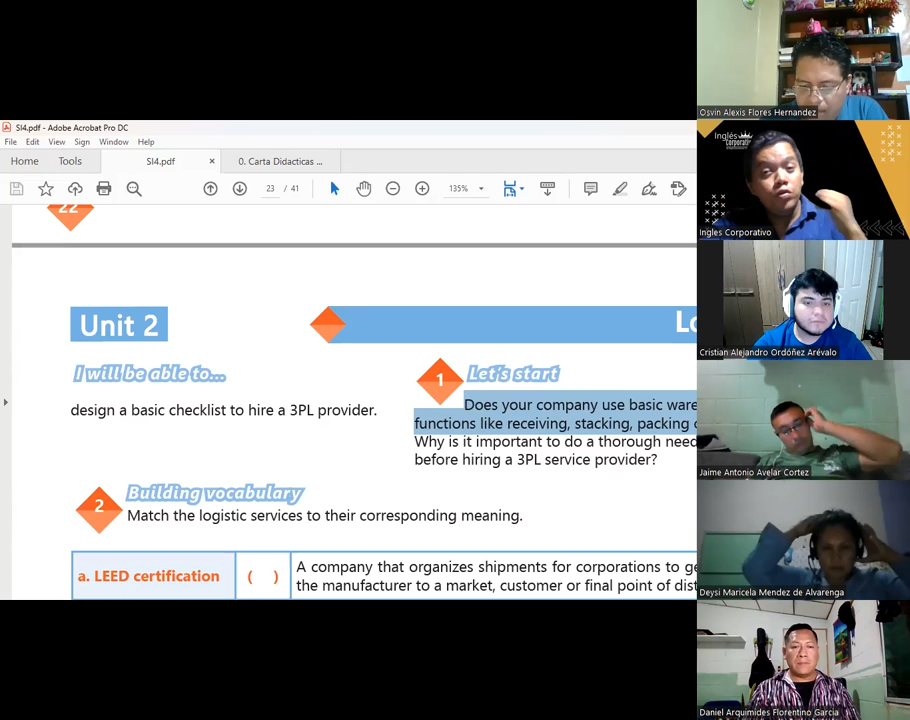 SI4.pdf - Adobe Acrobat Pro DC
File Edit View Sign Window Help
Home Tools SI4.pdf × 0. Carta Didacticas ...
23 / 41 135%
22
Unit 2
I will be able to...
design a basic checklist to hire a 3PL provider.
1 Let's start
Does your company use basic ware
functions like receiving, stacking, packing
Why is it important to do a thorough need
before hiring a 3PL service provider?
2 Building vocabulary
Match the logistic services to their corresponding meaning.
a. LEED certification ( ) A company that organizes shipments for corporations to ge
the manufacturer to a market, customer or final point of dist
Osvin Alexis Flores Hernandez
Inglés
Corporativo
Ingles Corporativo
Cristian Alejandro Ordóñez Arévalo
Jaime Antonio Avelar Cortez
Deysi Maricela Mendez de Alvarenga
Daniel Arquimides Florentino Garcia